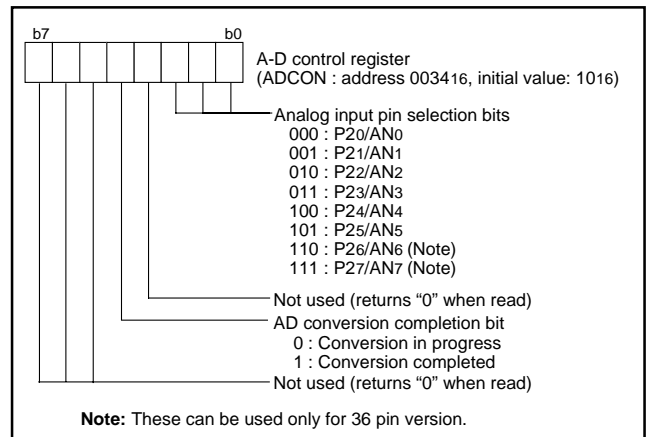 b7 b0
A-D control register
(ADCON : address 003416, initial value: 1016)
Analog input pin selection bits
000 : P20/AN0
001 : P21/AN1
010 : P22/AN2
011 : P23/AN3
100 : P24/AN4
101 : P25/AN5
110 : P26/AN6 (Note)
111 : P27/AN7 (Note)
Not used (returns “0” when read)
AD conversion completion bit
0 : Conversion in progress
1 : Conversion completed
Not used (returns “0” when read)
Note: These can be used only for 36 pin version.